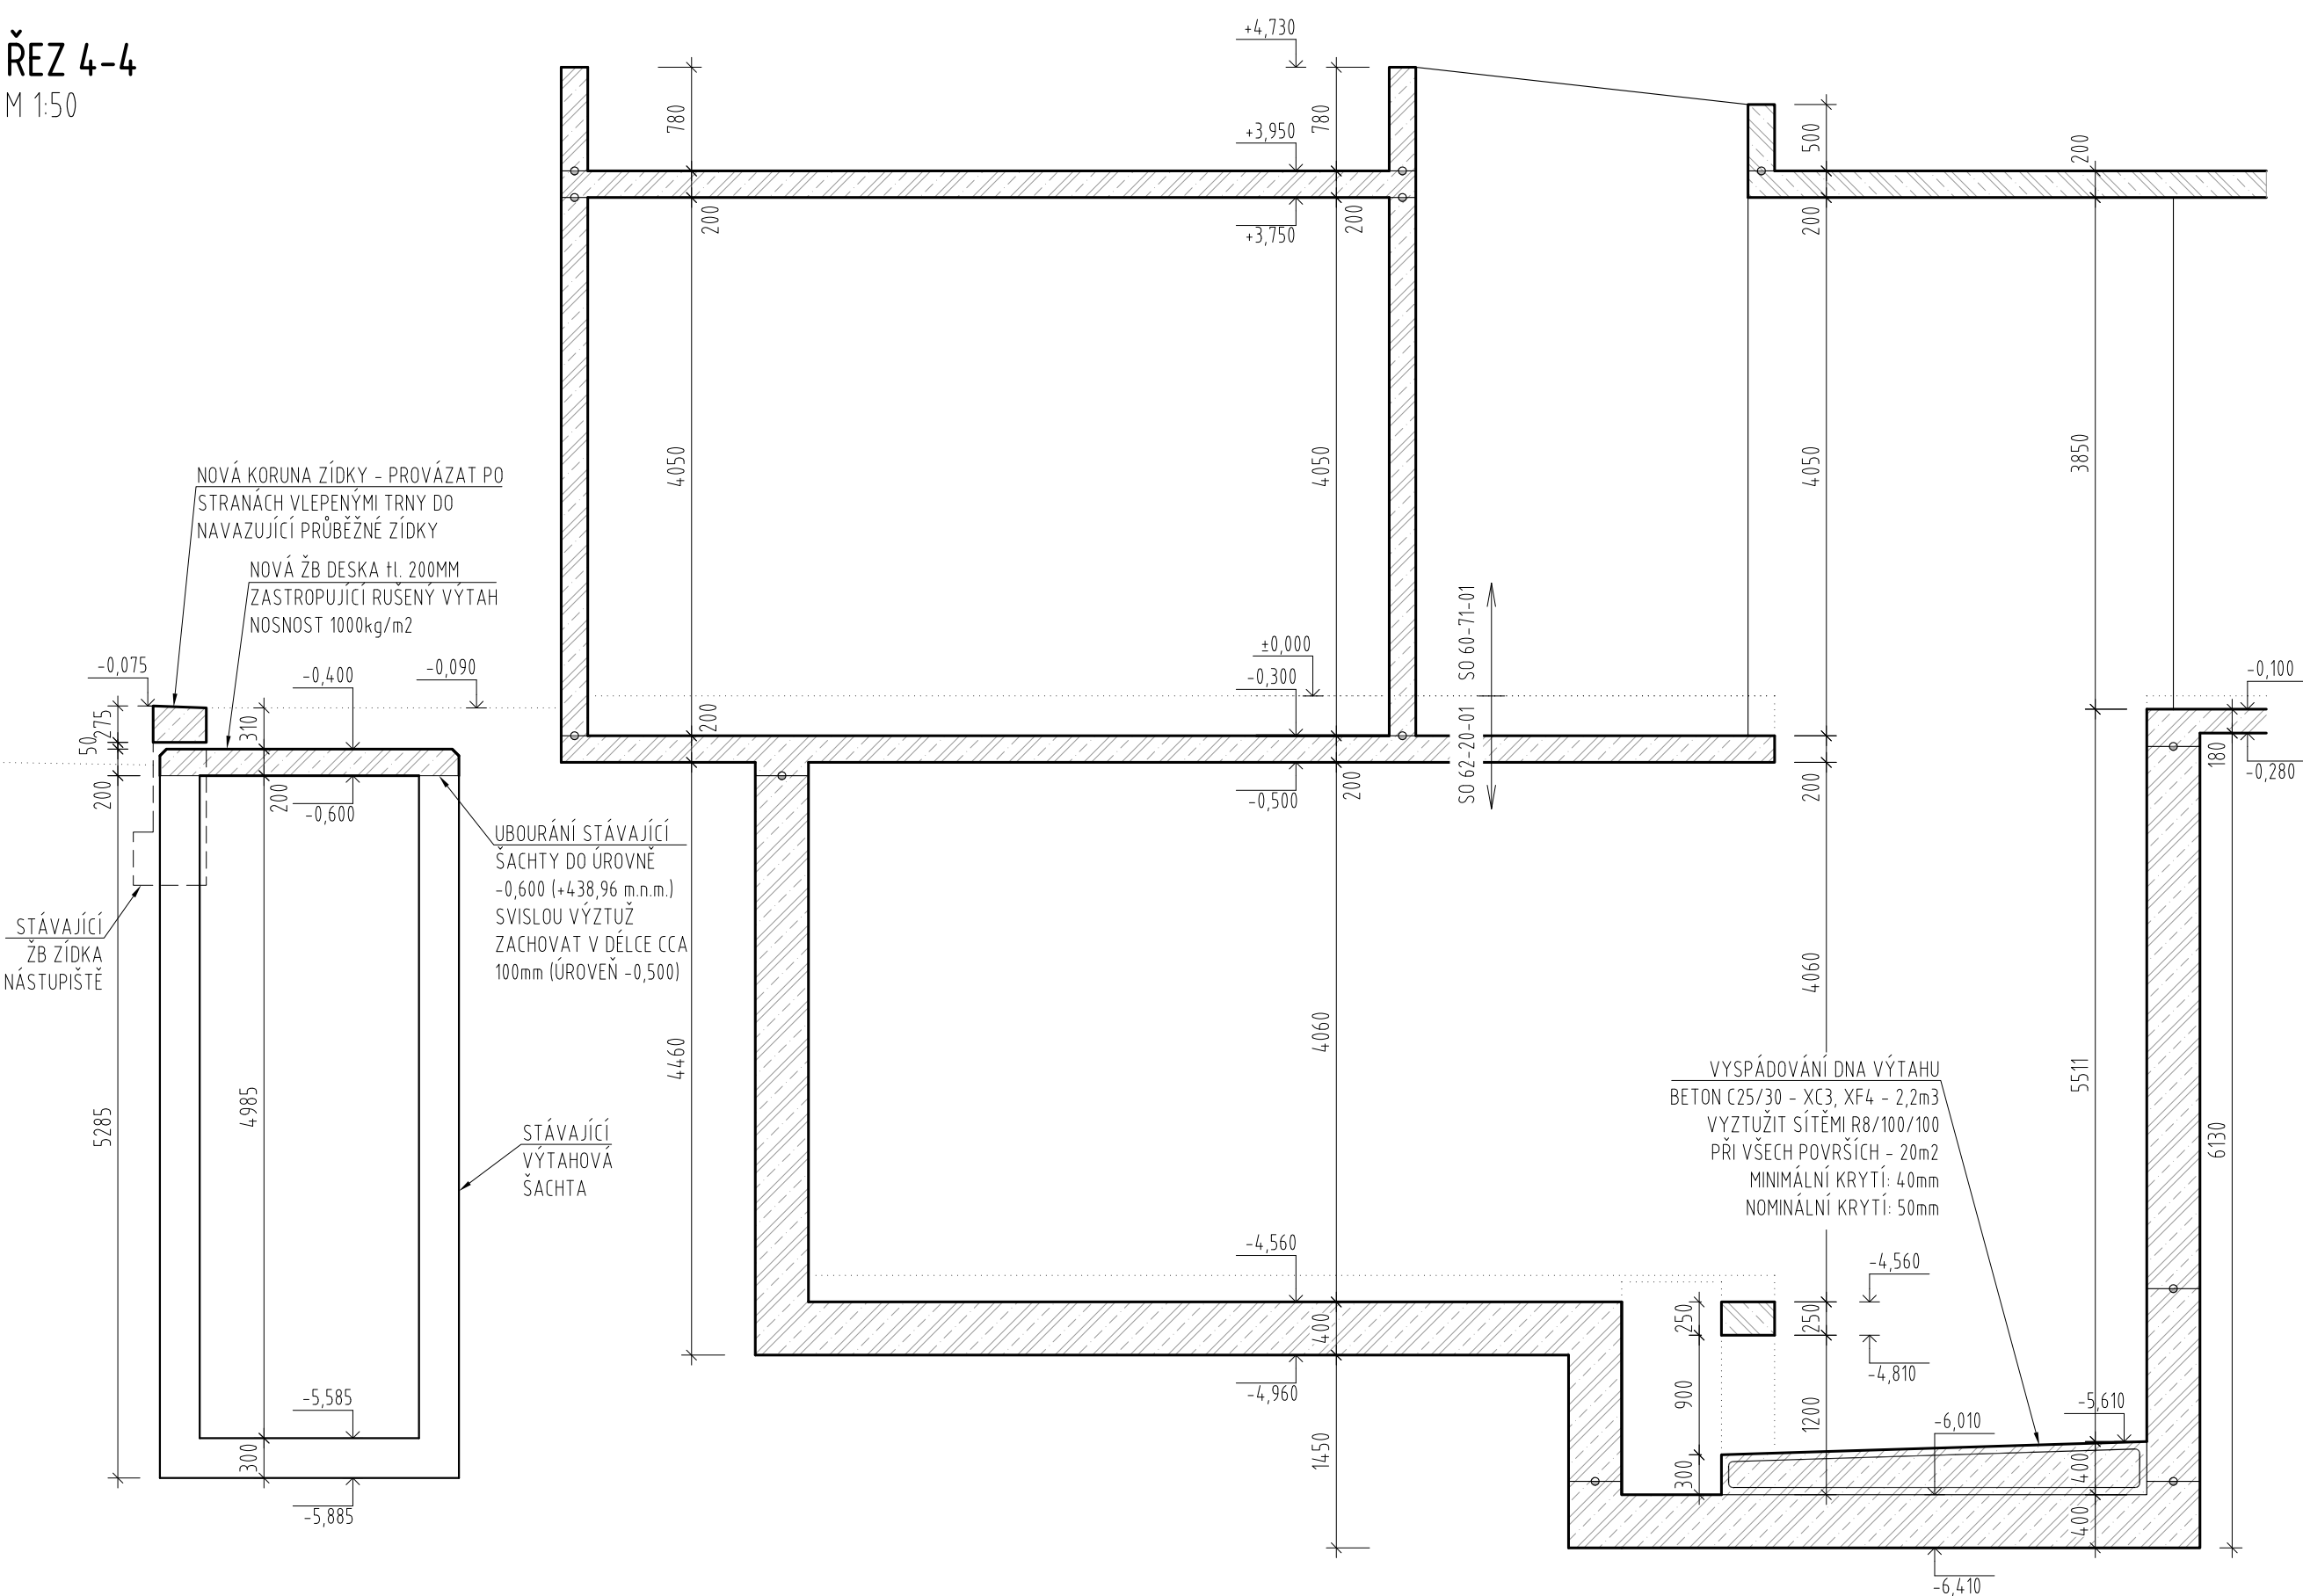 ŘEZ 4-4
M 1:50
+4,730
780
780
+3,950
500
200
200
200
+3,750
200
4050
4050
4050
3850
NOVÁ KORUNA ZÍDKY - PROVÁZAT PO
STRANÁCH VLEPENÝMI TRNY DO
NAVAZUJÍCÍ PRŮBĚŽNÉ ZÍDKY
NOVÁ ŽB DESKA tl. 200MM
ZASTROPUJÍCÍ RUŠENÝ VÝTAH
NOSNOST 1000kg/m2
-0,075
-0,400
-0,090
±0,000
-0,300
SO 60-71-01
SO 62-20-01
-0,100
275
50
310
200
200
200
-0,600
-0,500
200
200
180
-0,280
UBOURÁNÍ STÁVAJÍCÍ
ŠACHTY DO ÚROVNĚ
-0,600 (+438,96 m.n.m.)
SVISLOU VÝZTUŽ
ZACHOVAT V DÉLCE CCA
100mm (ÚROVEŇ -0,500)
STÁVAJÍCÍ
ŽB ZÍDKA
NÁSTUPIŠTĚ
4060
4460
4060
5511
VYSPÁDOVÁNÍ DNA VÝTAHU
BETON C25/30 - XC3, XF4 - 2,2m3
VYZTUŽIT SÍTĚMI R8/100/100
PŘI VŠECH POVRŠÍCH - 20m2
MINIMÁLNÍ KRYTÍ: 40mm
NOMINÁLNÍ KRYTÍ: 50mm
5285
4985
6130
STÁVAJÍCÍ
VÝTAHOVÁ
ŠACHTA
-4,560
-4,560
400
250
250
-4,810
-4,960
900
1200
-5,585
-5,610
-6,010
300
1450
300
400
-5,885
400
-6,410